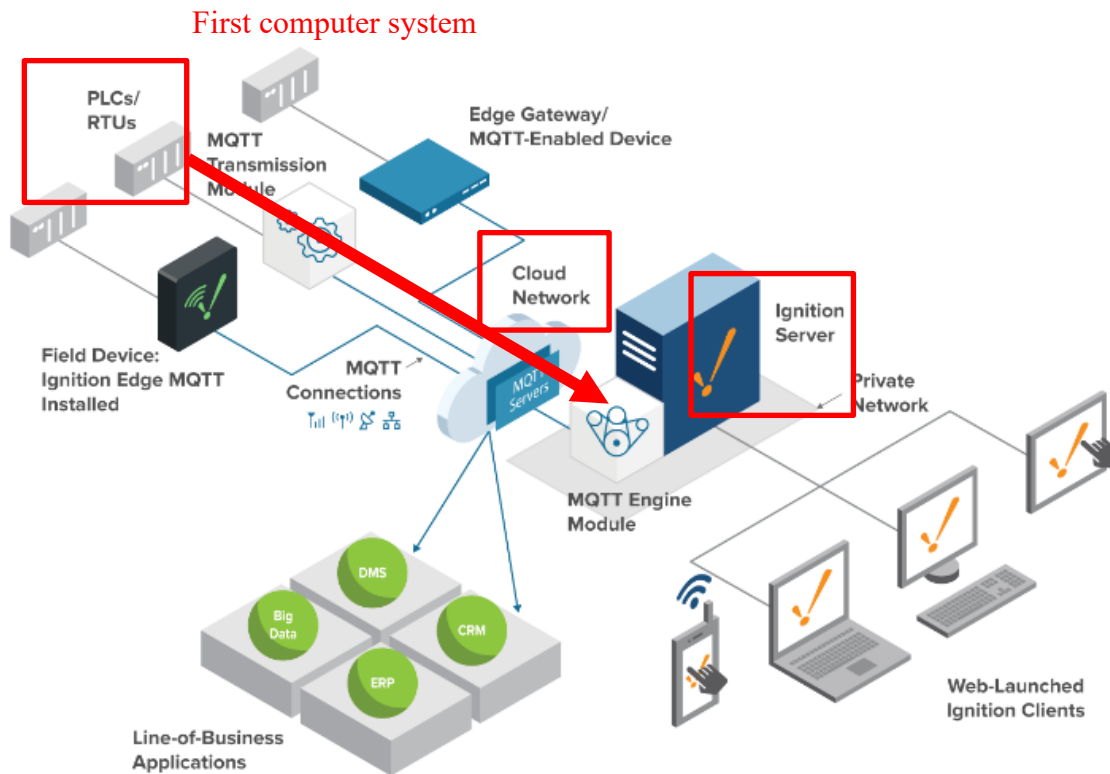 First computer system
PLCs/
RTUs
MQTT
Transmission
Module
Edge Gateway/
MQTT-Enabled Device
Cloud
Network
Ignition
Server
Field Device:
Ignition Edge MQTT
Installed
MQTT
Connections
MQTT
Servers
Private
Network
MQTT Engine
Module
DMS
Big
Data
CRM
ERP
Line-of-Business
Applications
Web-Launched
Ignition Clients